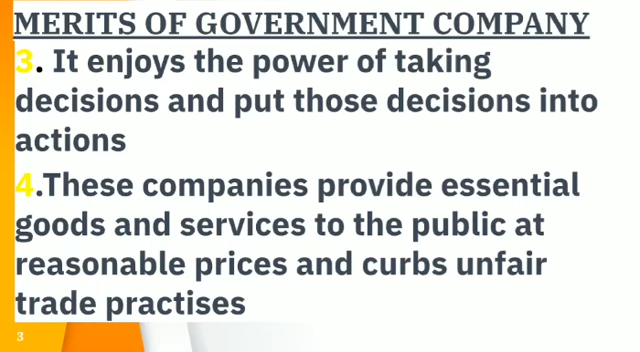 MERITS OF GOVERNMENT COMPANY
3. It enjoys the power of taking
decisions and put those decisions into
actions
4.These companies provide essential
goods and services to the public at
reasonable prices and curbs unfair
trade practises
3